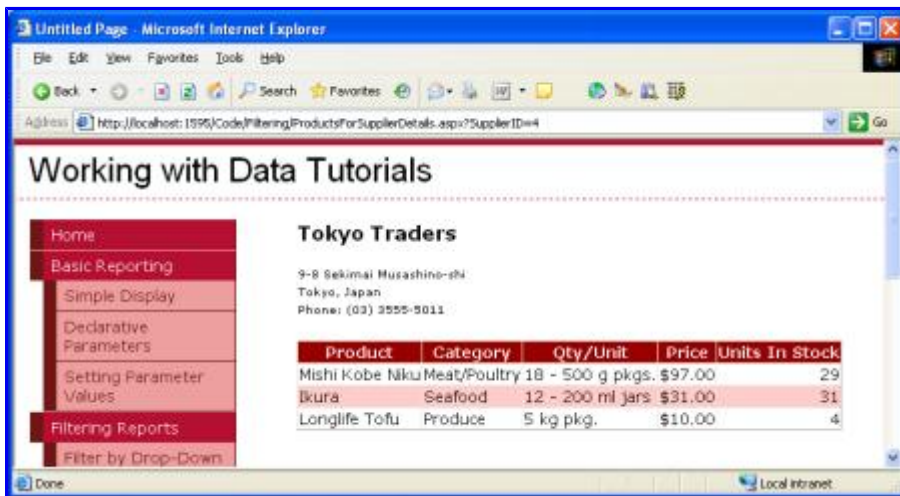 Untitled Page - Microsoft Internet Explorer
File Edit View Favorites Tools Help
Back Search Favorites
Address http://localhost:1595/Code/Filtering/ProductsForSupplierDetails.aspx?SupplierID=4 Go
Working with Data Tutorials
Home
Basic Reporting
Simple Display
Declarative
Parameters
Setting Parameter
Values
Filtering Reports
Filter by Drop-Down
Tokyo Traders
9-8 Sekimai Musashino-shi
Tokyo, Japan
Phone: (03) 3555-5011
Product Category Qty/Unit Price Units In Stock
Mishi Kobe Niku Meat/Poultry 18 - 500 g pkgs. $97.00 29
Ikura Seafood 12 - 200 ml jars $31.00 31
Longlife Tofu Produce 5 kg pkg. $10.00 4
Done Local intranet